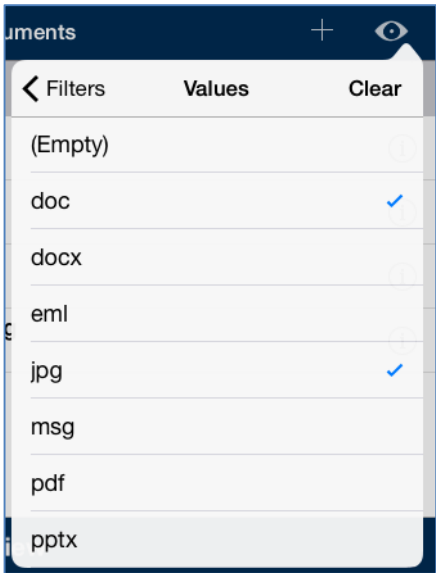 uments
Filters Values Clear
(Empty)
doc
docx
eml
jpg
msg
pdf
pptx